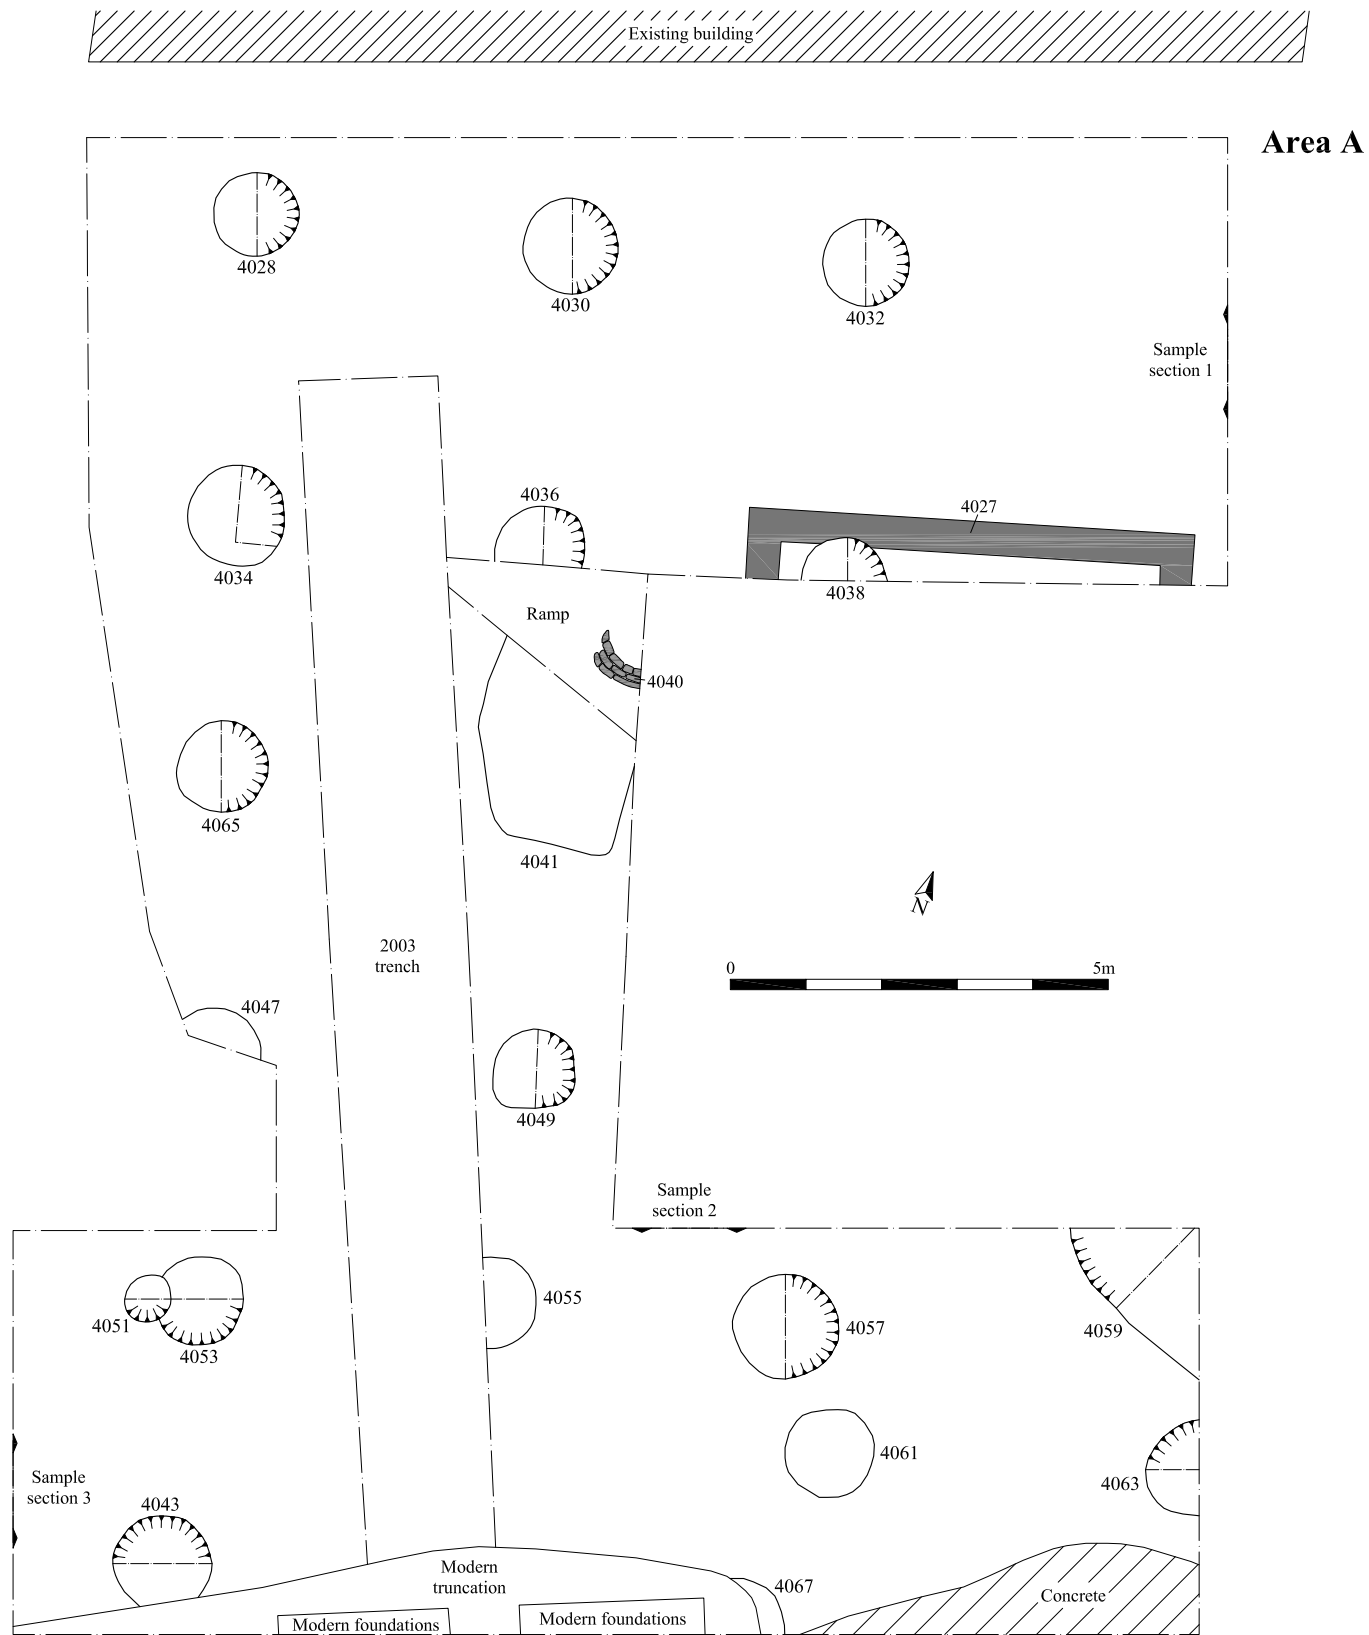 Existing building
Area A
4028
4030
4032
Sample
section 1
4034
4036
4027
4038
Ramp
4040
4065
4041
N
2003
trench
0
5m
4047
4049
Sample
section 2
4051
4053
4055
4057
4059
4061
4063
Sample
section 3
4043
Modern
truncation
4067
Concrete
Modern foundations
Modern foundations